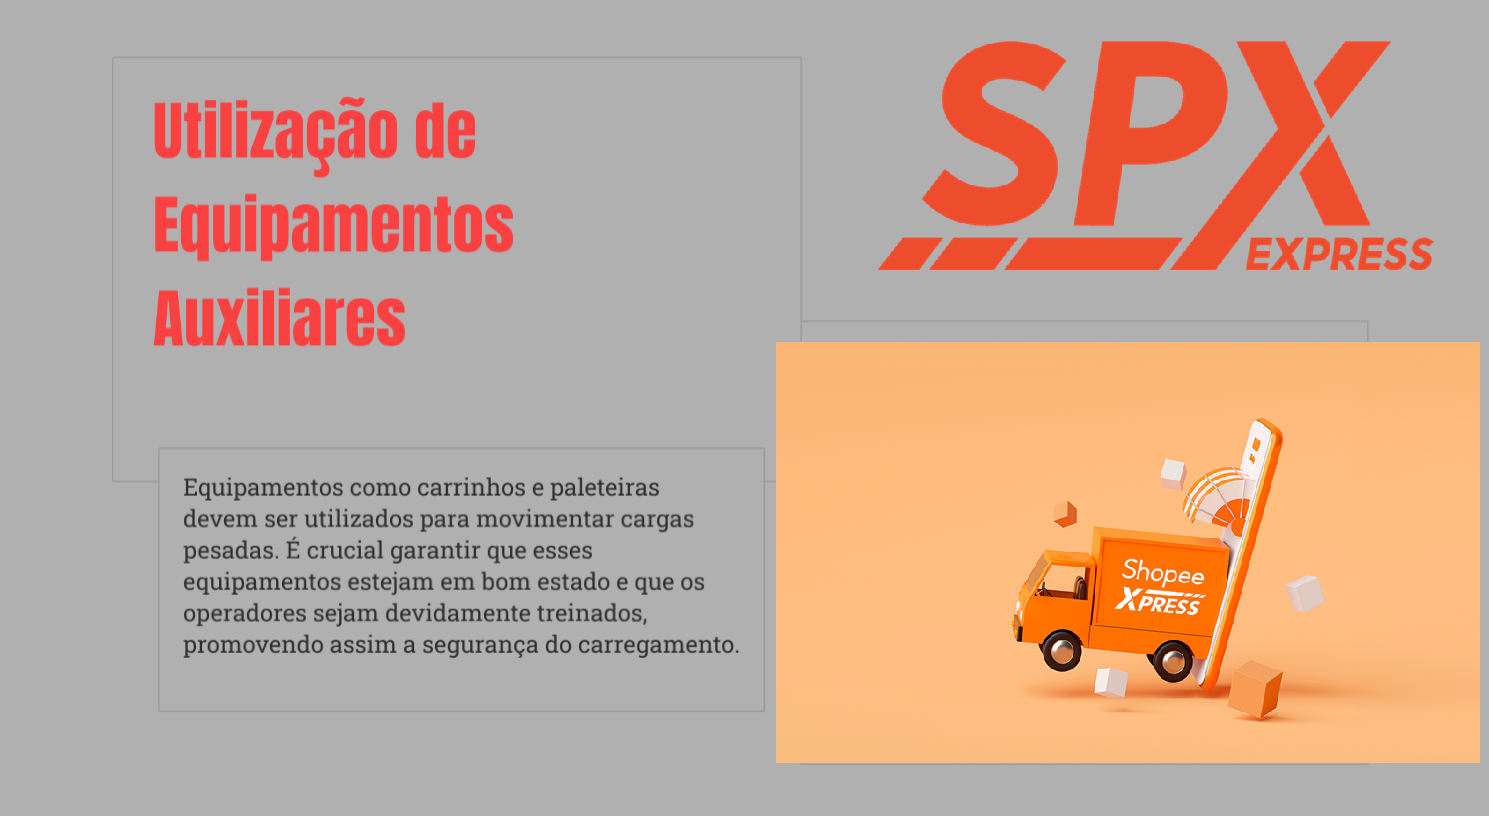 Utilização de
Equipamentos
Auxiliares
SPX
EXPRESS
Equipamentos como carrinhos e paleteiras
devem ser utilizados para movimentar cargas
pesadas. É crucial garantir que esses
equipamentos estejam em bom estado e que os
operadores sejam devidamente treinados,
promovendo assim a segurança do carregamento.
Shopee
XPRESS